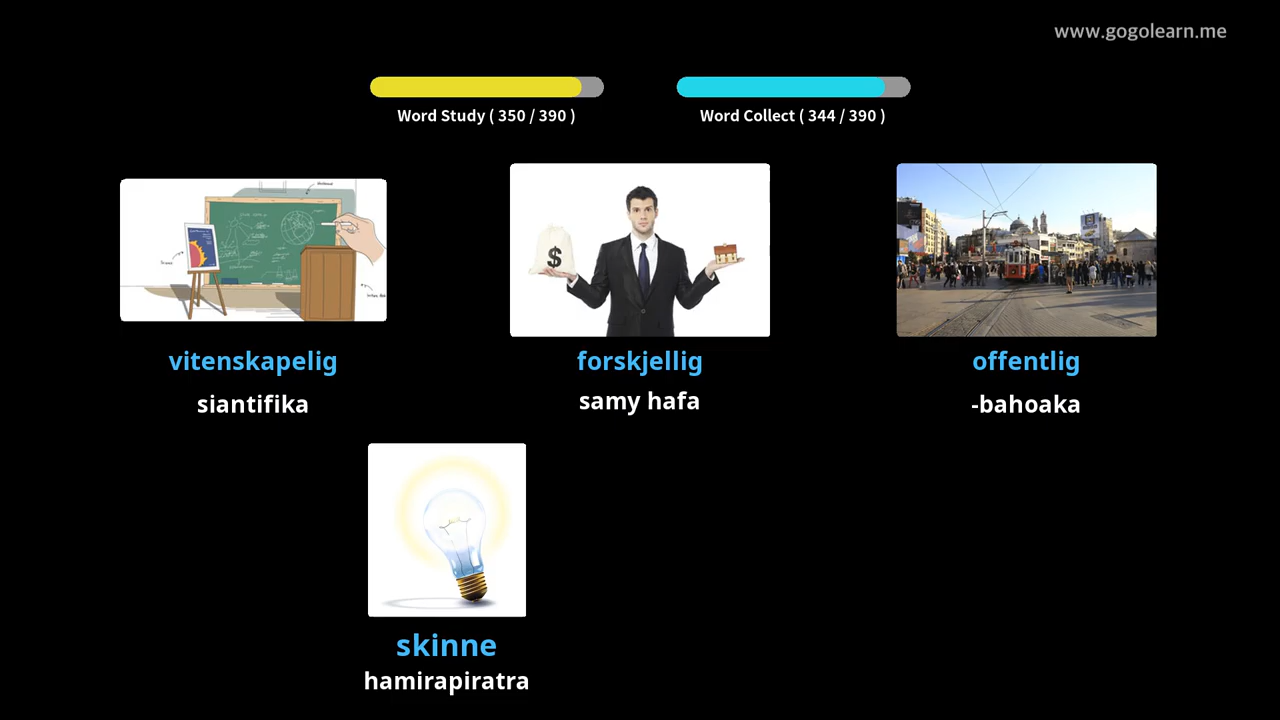 www.gogolearn.me
Word Study ( 350 / 390 )
Word Collect ( 344 / 390 )
$
vitenskapelig
forskjellig
offentlig
siantifika
samy hafa
-bahoaka
skinne
hamirapiratra